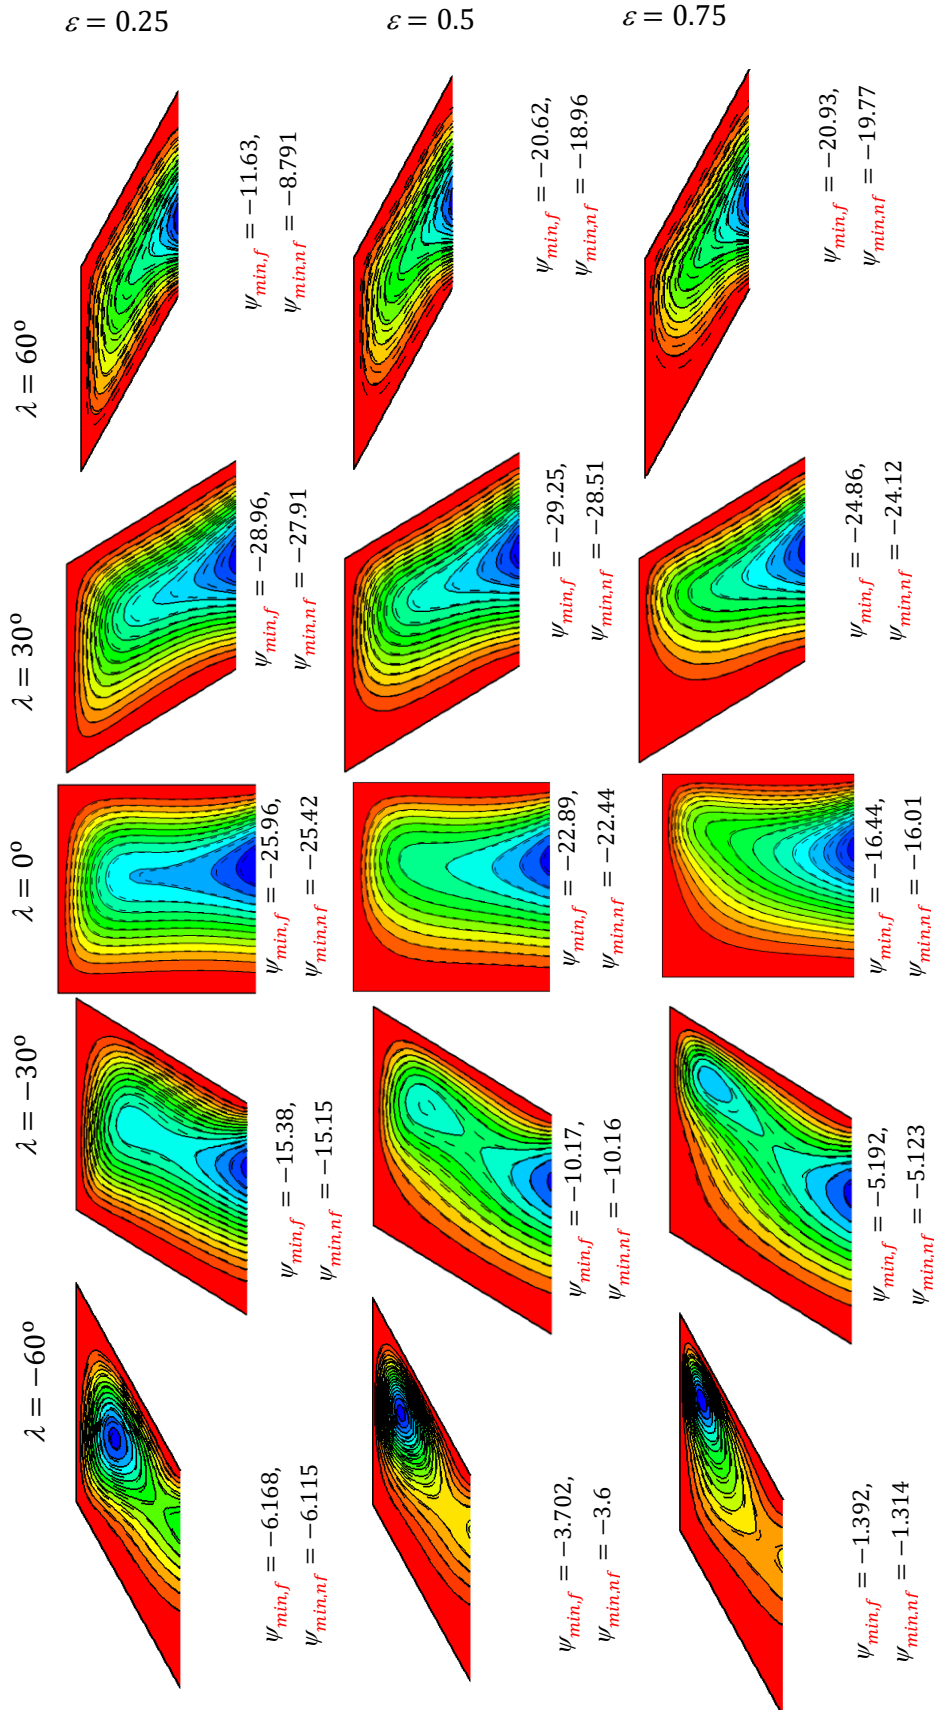 λ = −60°
λ = −30°
λ = 0°
λ = 30°
λ = 60°
ε = 0.25
ψmin,f = −6.168,
ψmin,nf = −6.115
ψmin,f = −15.38,
ψmin,nf = −15.15
ψmin,f = −25.96,
ψmin,nf = −25.42
ψmin,f = −28.96,
ψmin,nf = −27.91
ψmin,f = −11.63,
ψmin,nf = −8.791
ε = 0.5
ψmin,f = −3.702,
ψmin,nf = −3.6
ψmin,f = −10.17,
ψmin,nf = −10.16
ψmin,f = −22.89,
ψmin,nf = −22.44
ψmin,f = −29.25,
ψmin,nf = −28.51
ψmin,f = −20.62,
ψmin,nf = −18.96
ε = 0.75
ψmin,f = −1.392,
ψmin,nf = −1.314
ψmin,f = −5.192,
ψmin,nf = −5.123
ψmin,f = −16.44,
ψmin,nf = −16.01
ψmin,f = −24.86,
ψmin,nf = −24.12
ψmin,f = −20.93,
ψmin,nf = −19.77